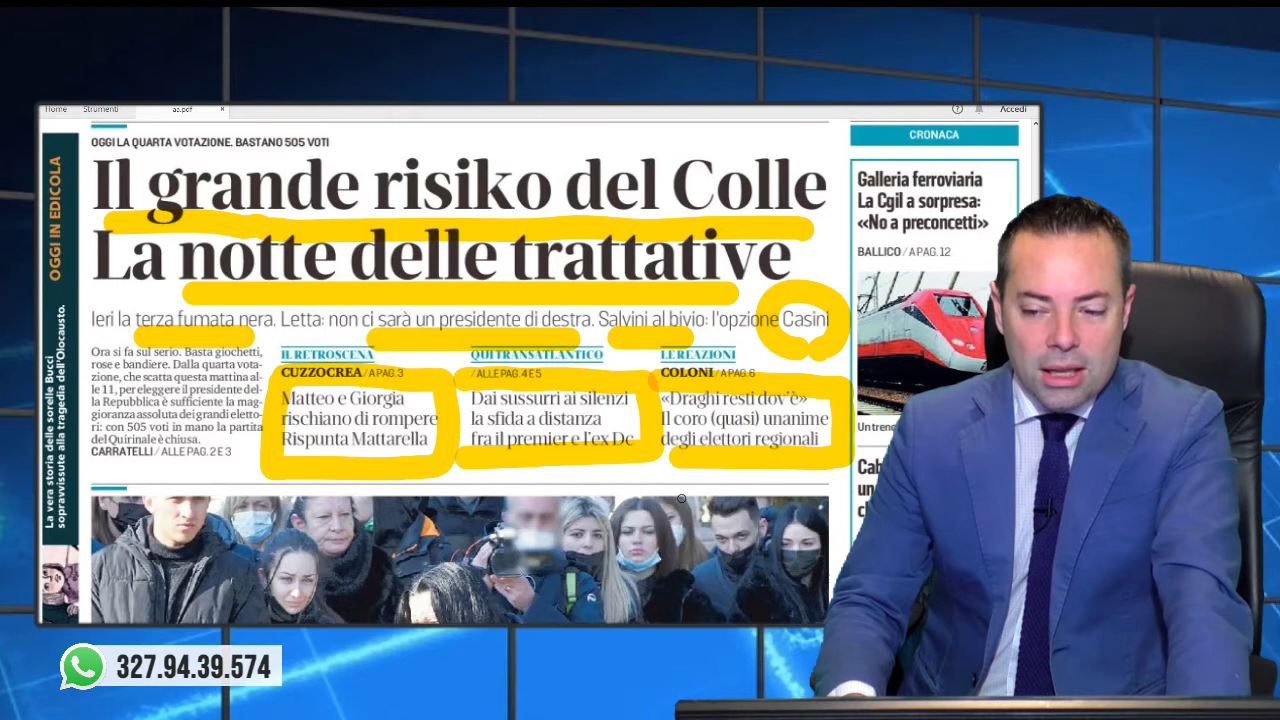 Home Strumenti aa.pdf × Accedi
OGGI IN EDICOLA
La vera storia delle sorelle Bucci
sopravvissute alla tragedia dell'Olocausto.
OGGI LA QUARTA VOTAZIONE. BASTANO 505 VOTI
Il grande risiko del Colle
La notte delle trattative
Ieri la terza fumata nera. Letta: non ci sarà un presidente di destra. Salvini al bivio: l'opzione Casini
Ora si fa sul serio. Basta giochetti,
rose e bandiere. Dalla quarta vota-
zione, che scatta questa mattina al-
le 11, per eleggere il presidente del-
la Repubblica è sufficiente la mag-
gioranza assoluta dei grandi eletto-
ri: con 505 voti in mano la partita
del Quirinale è chiusa.
CARRATELLI / ALLE PAG. 2 E 3
IL RETROSCENA
CUZZOCREA / A PAG. 3
Matteo e Giorgia
rischiano di rompere
Rispunta Mattarella
QUI TRANSATLANTICO
/ ALLE PAG. 4 E 5
Dai sussurri ai silenzi
la sfida a distanza
fra il premier e l'ex Dc
LE REAZIONI
COLONI / A PAG. 6
«Draghi resti dov'è»
Il coro (quasi) unanime
degli elettori regionali
CRONACA
Galleria ferroviaria
La Cgil a sorpresa:
«No a preconcetti»
BALLICO / A PAG. 12
Un tren
Cab
un
327.94.39.574